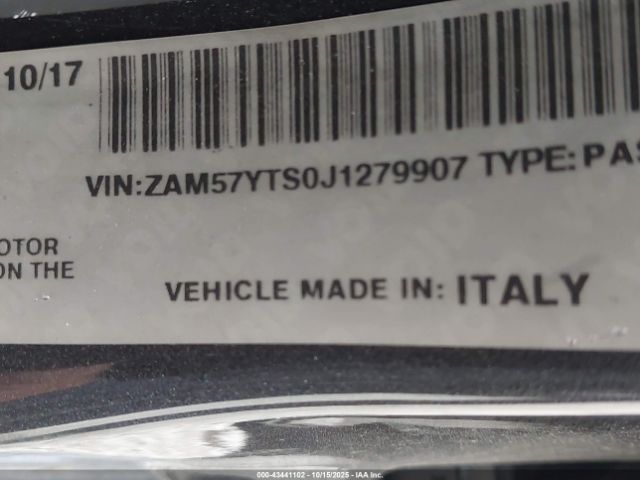 10/17
VIN:ZAM57YTS0J1279907 TYPE:PAS
OTOR
ON THE
VEHICLE MADE IN: ITALY
000-43441102 - 10/15/2025 - IAA Inc.